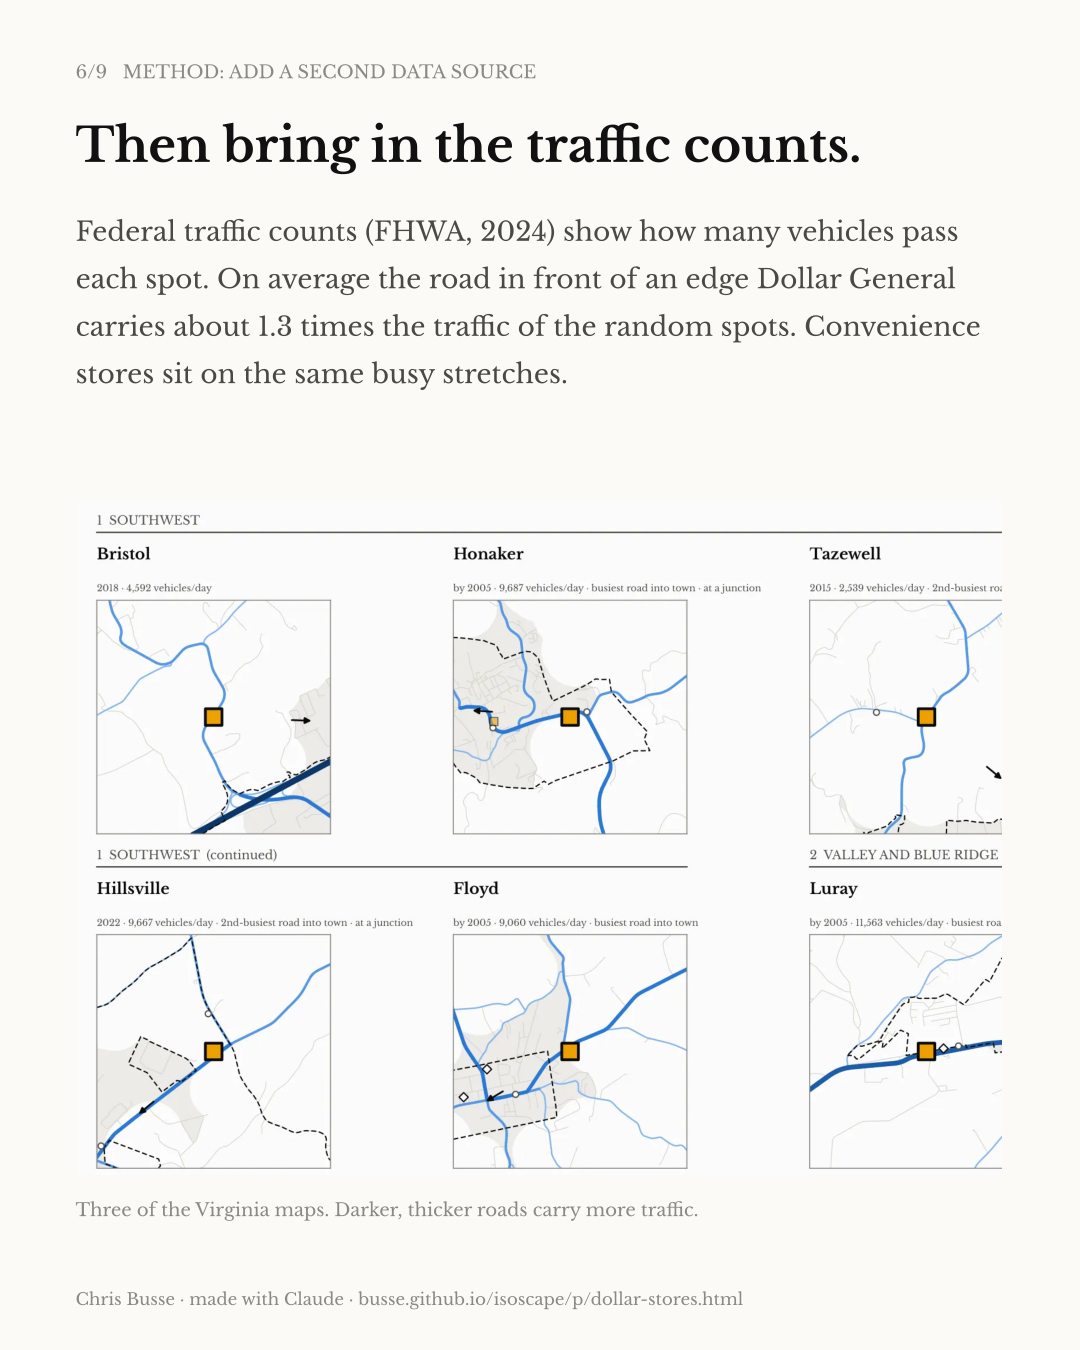 6/9 METHOD: ADD A SECOND DATA SOURCE
Then bring in the traffic counts.
Federal traffic counts (FHWA, 2024) show how many vehicles pass
each spot. On average the road in front of an edge Dollar General
carries about 1.3 times the traffic of the random spots. Convenience
stores sit on the same busy stretches.
1 SOUTHWEST
Bristol
2018 · 4,592 vehicles/day
Honaker
by 2005 · 9,687 vehicles/day · busiest road into town · at a junction
Tazewell
2015 · 2,539 vehicles/day · 2nd-busiest roa
1 SOUTHWEST (continued)
2 VALLEY AND BLUE RIDGE
Hillsville
2022 · 9,667 vehicles/day · 2nd-busiest road into town · at a junction
Floyd
by 2005 · 9,060 vehicles/day · busiest road into town
Luray
by 2005 · 11,563 vehicles/day · busiest roa
Three of the Virginia maps. Darker, thicker roads carry more traffic.
Chris Busse · made with Claude · busse.github.io/isoscape/p/dollar-stores.html